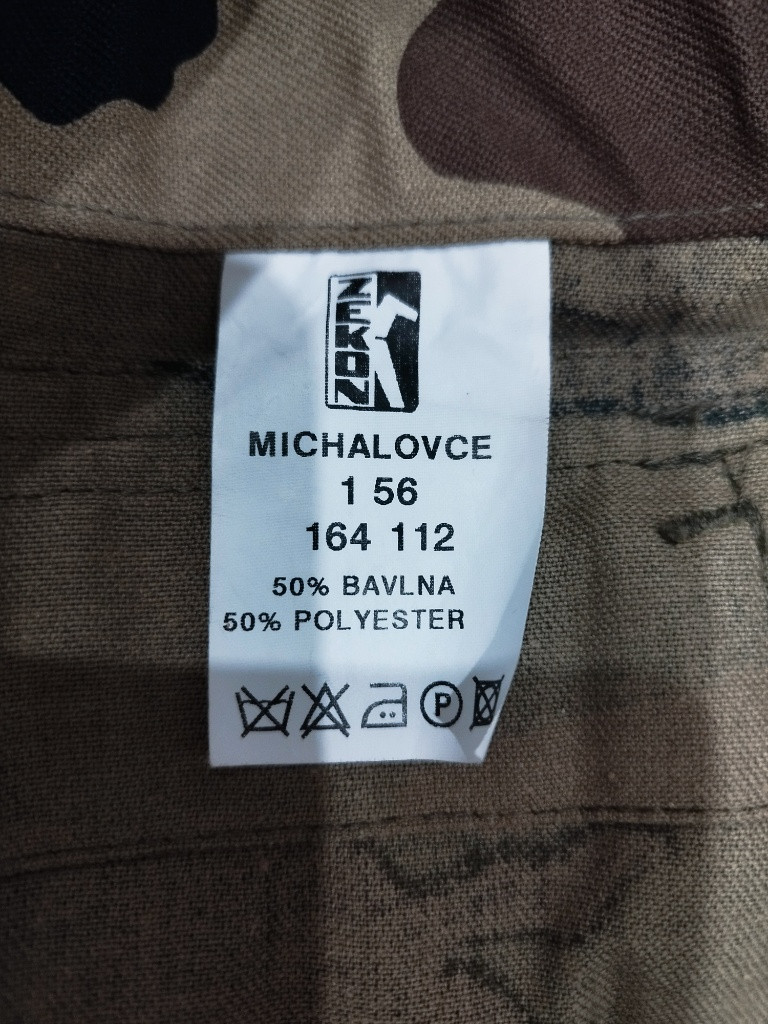 ZEKON
MICHALOVCE
1 56
164 112
50% BAVLNA
50% POLYESTER
P